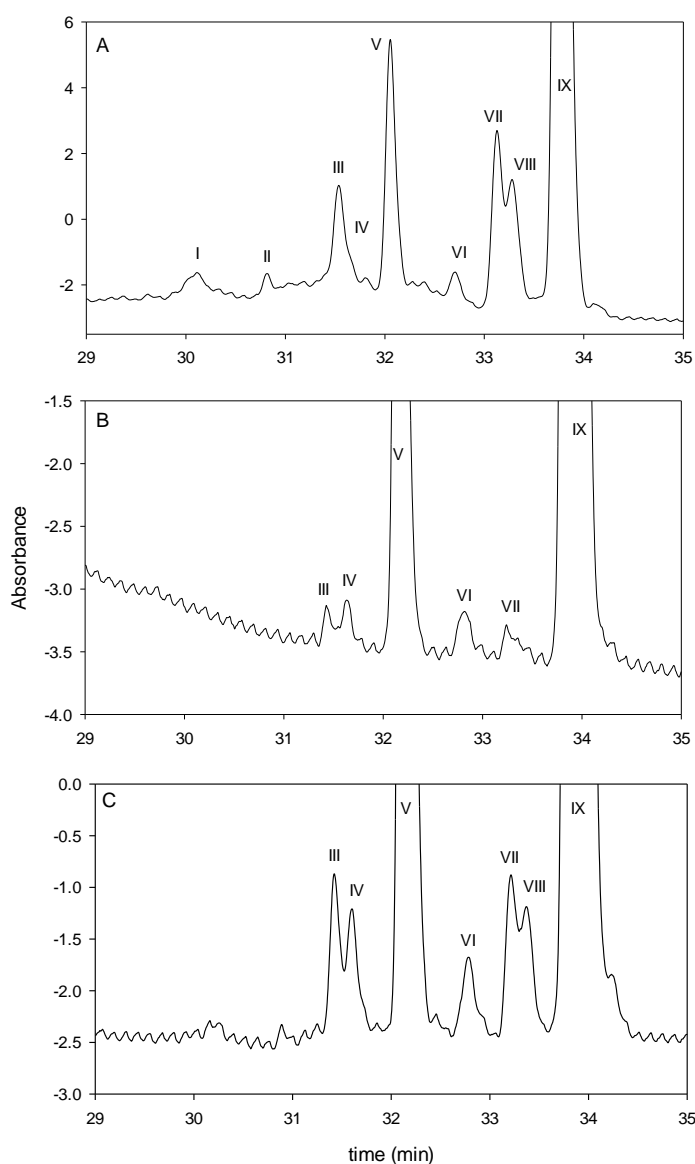 6
A
V
IX
4
VII
2
VIII
III
IV
0
I
II
VI
-2
29 30 31 32 33 34 35
-1.5
B
IX
V
-2.0
-2.5
Absorbance
-3.0
III
IV
VI
VII
-3.5
-4.0
29 30 31 32 33 34 35
0.0
C
V
IX
-0.5
III
VII
-1.0
IV
VIII
-1.5
VI
-2.0
-2.5
-3.0
29 30 31 32 33 34 35
time (min)